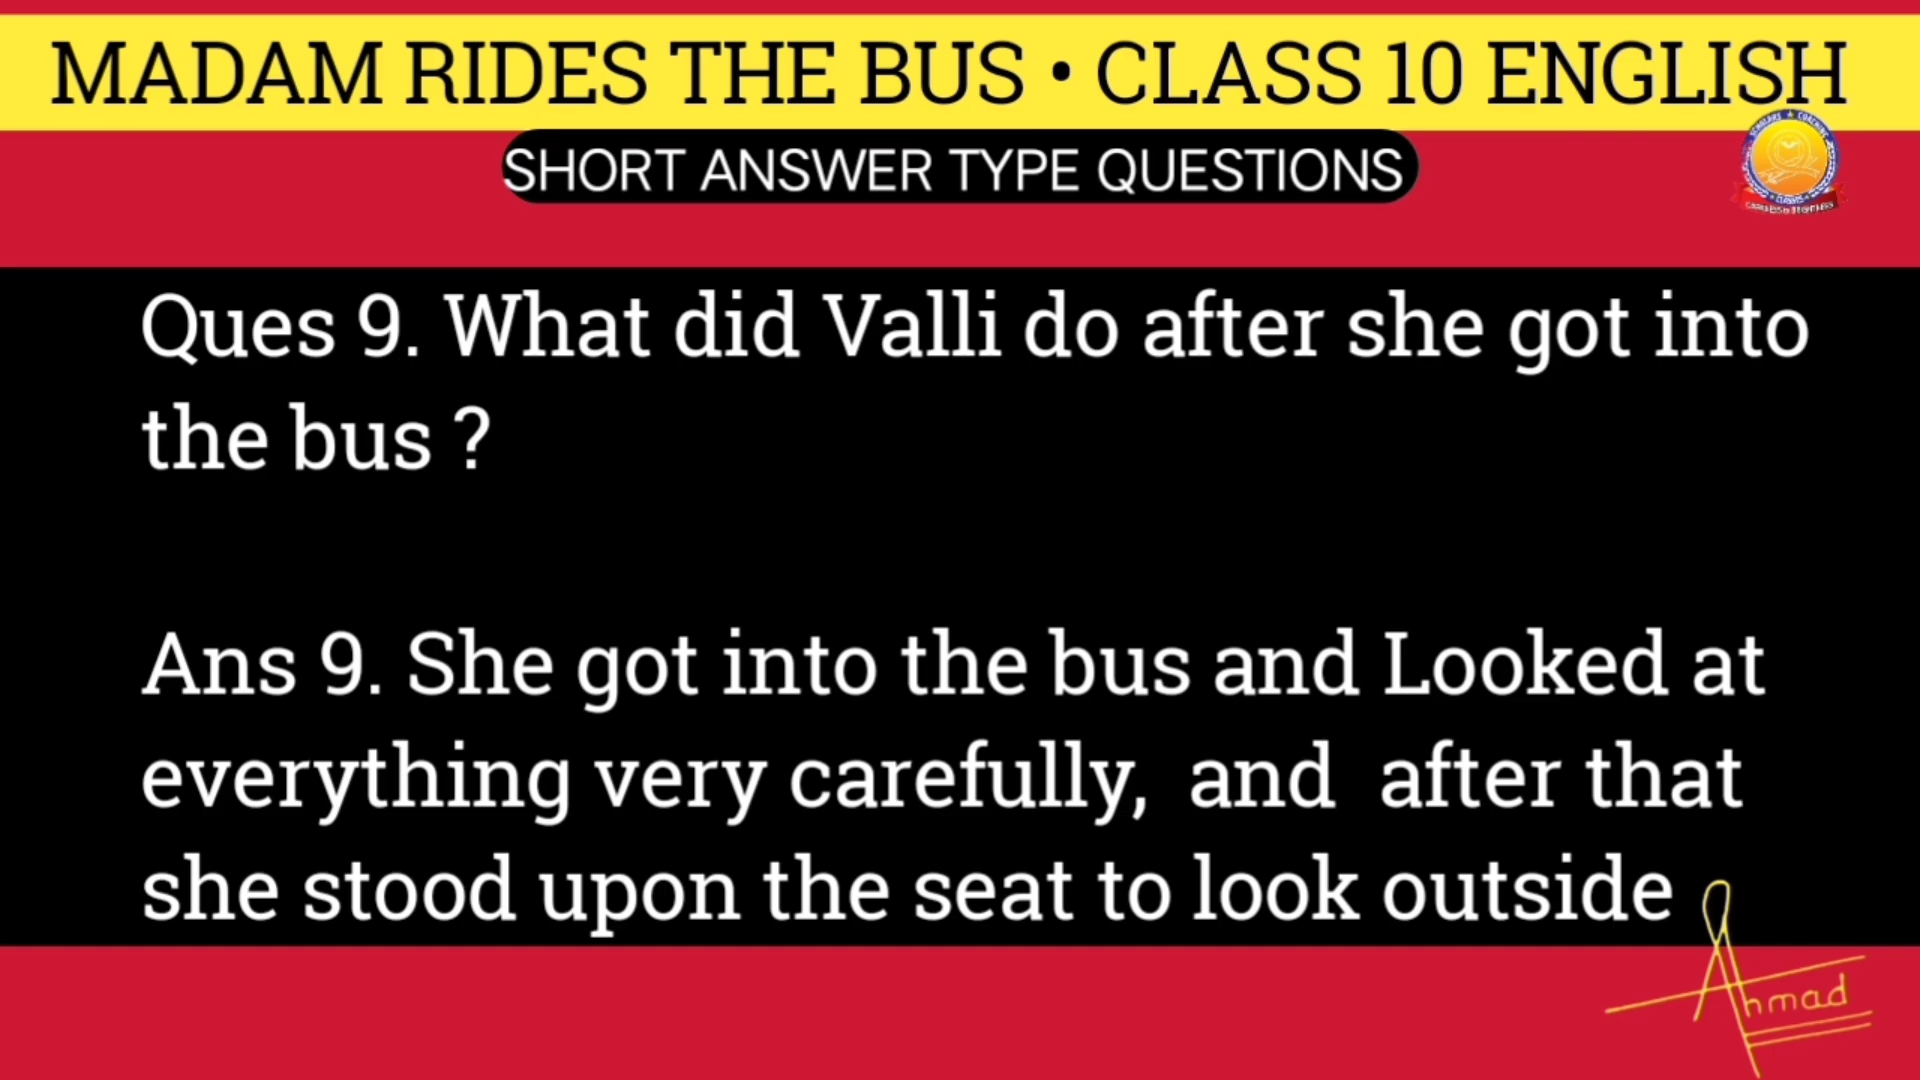 MADAM RIDES THE BUS • CLASS 10 ENGLISH
SHORT ANSWER TYPE QUESTIONS
Ques 9. What did Valli do after she got into
the bus ?
Ans 9. She got into the bus and Looked at
everything very carefully, and after that
she stood upon the seat to look outside
Ahmad